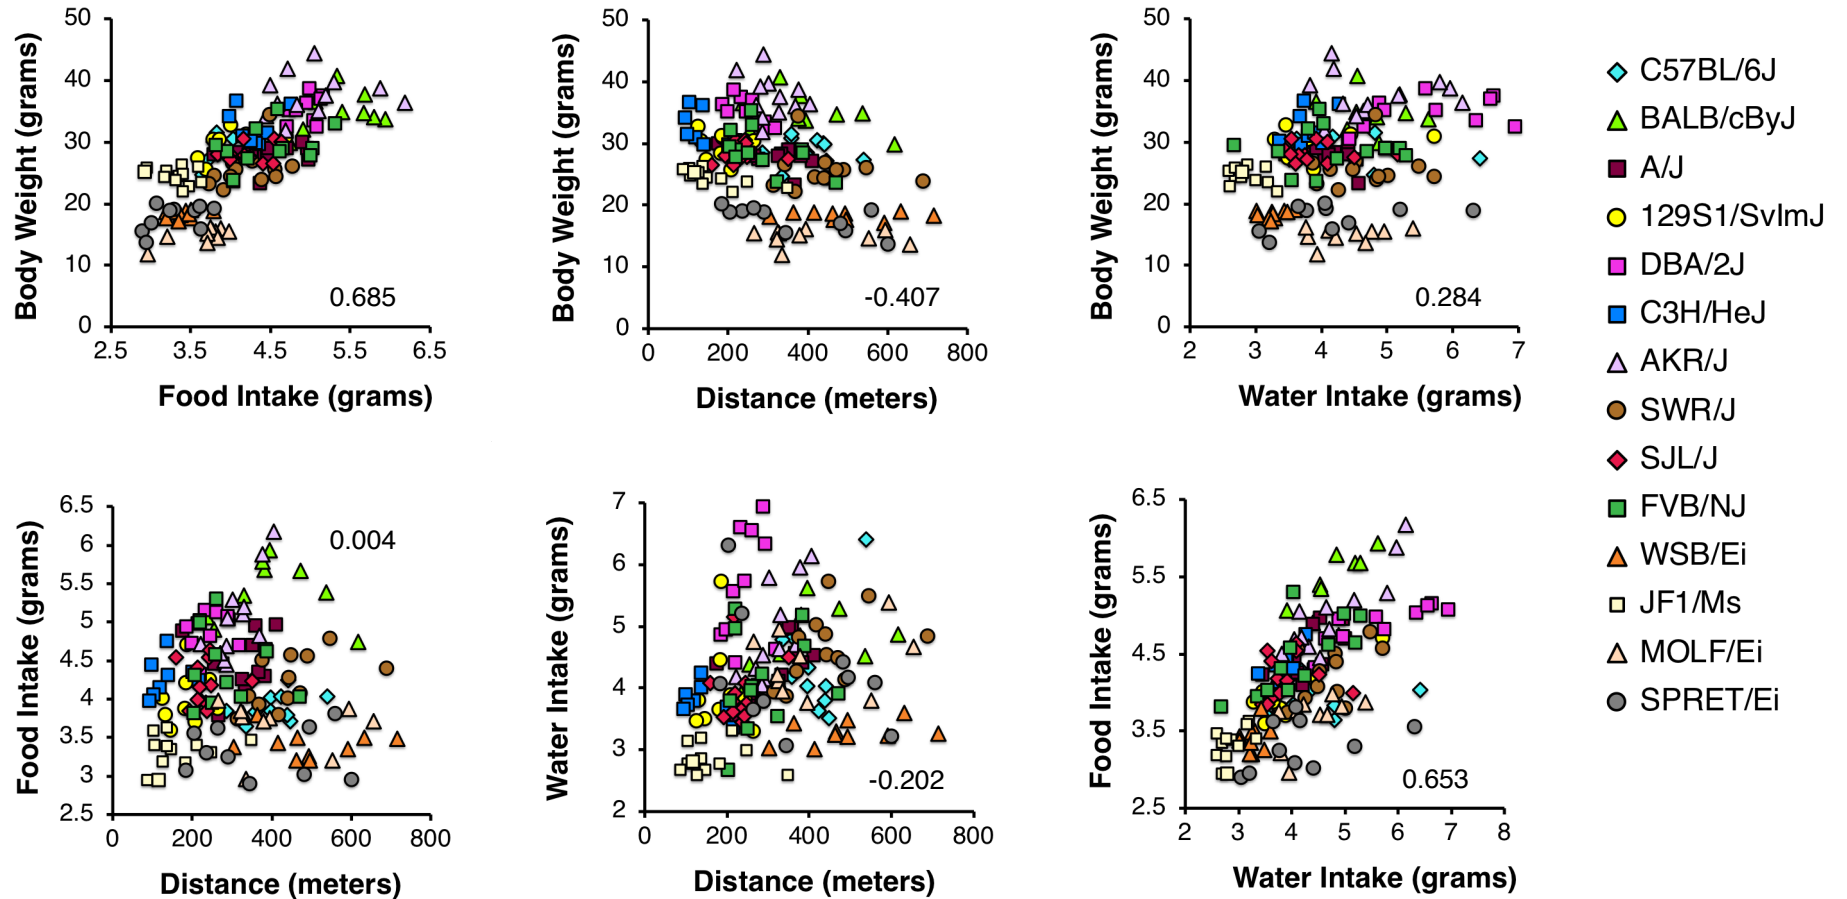 50
40
30
20
10
0
2.5 3.5 4.5 5.5 6.5
Body Weight (grams)
Food Intake (grams)
0.685
50
40
30
20
10
0
0 200 400 600 800
Body Weight (grams)
Distance (meters)
-0.407
50
40
30
20
10
0
2 3 4 5 6 7
Body Weight (grams)
Water Intake (grams)
0.284
C57BL/6J
BALB/cByJ
A/J
129S1/SvImJ
DBA/2J
C3H/HeJ
AKR/J
SWR/J
SJL/J
FVB/NJ
WSB/Ei
JF1/Ms
MOLF/Ei
SPRET/Ei
6.5
6
5.5
5
4.5
4
3.5
3
2.5
0 200 400 600 800
Food Intake (grams)
Distance (meters)
0.004
7
6
5
4
3
2
0 200 400 600 800
Water Intake (grams)
Distance (meters)
-0.202
6.5
5.5
4.5
3.5
2.5
2 3 4 5 6 7 8
Food Intake (grams)
Water Intake (grams)
0.653